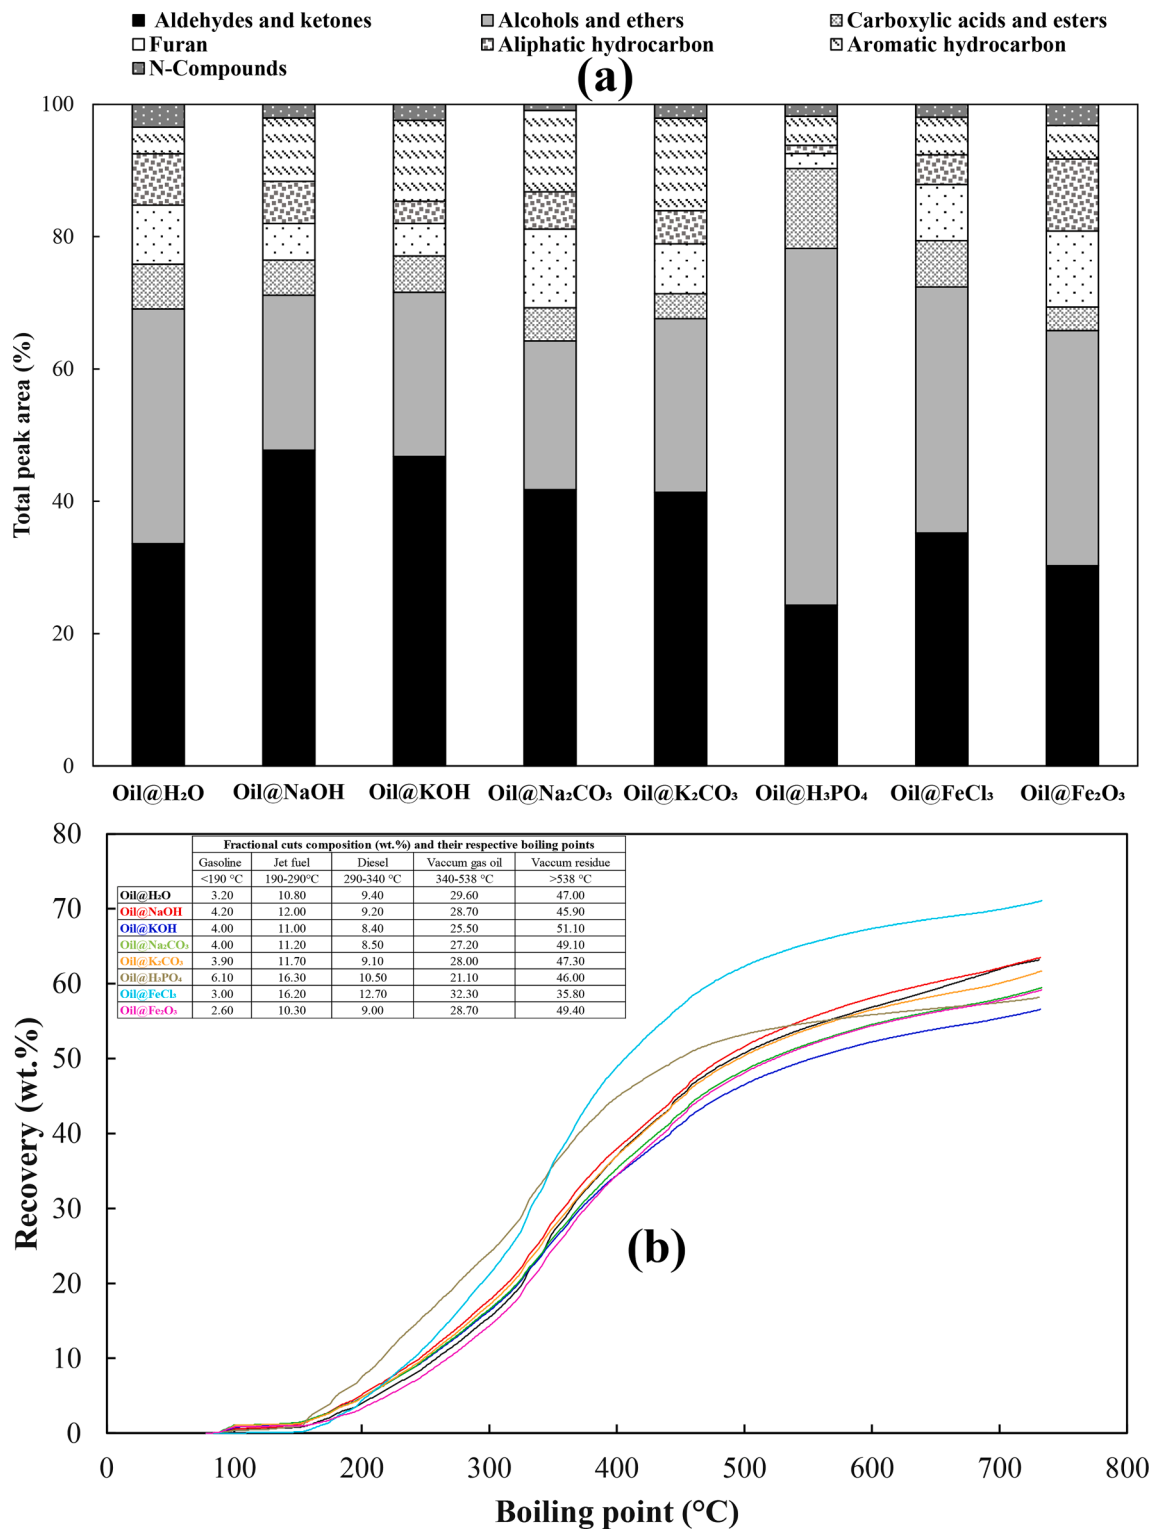 Aldehydes and ketones Alcohols and ethers Carboxylic acids and esters
Furan Aliphatic hydrocarbon Aromatic hydrocarbon
N-Compounds
(a)
100
80
60
40
20
0
Total peak area (%)
Oil@H₂O Oil@NaOH Oil@KOH Oil@Na₂CO₃ Oil@K₂CO₃ Oil@H₃PO₄ Oil@FeCl₃ Oil@Fe₂O₃
Fractional cuts composition (wt.%) and their respective boiling points
Gasoline Jet fuel Diesel Vaccum gas oil Vaccum residue
<190 °C 190-290°C 290-340 °C 340-538 °C >538 °C
Oil@H₂O 3.20 10.80 9.40 29.60 47.00
Oil@NaOH 4.20 12.00 9.20 28.70 45.90
Oil@KOH 4.00 11.00 8.40 25.50 51.10
Oil@Na₂CO₃ 4.00 11.20 8.50 27.20 49.10
Oil@K₂CO₃ 3.90 11.70 9.10 28.00 47.30
Oil@H₃PO₄ 6.10 16.30 10.50 21.10 46.00
Oil@FeCl₃ 3.00 16.20 12.70 32.30 35.80
Oil@Fe₂O₃ 2.60 10.30 9.00 28.70 49.40
80
70
60
50
40
30
20
10
0
Recovery (wt.%)
(b)
0 100 200 300 400 500 600 700 800
Boiling point (°C)